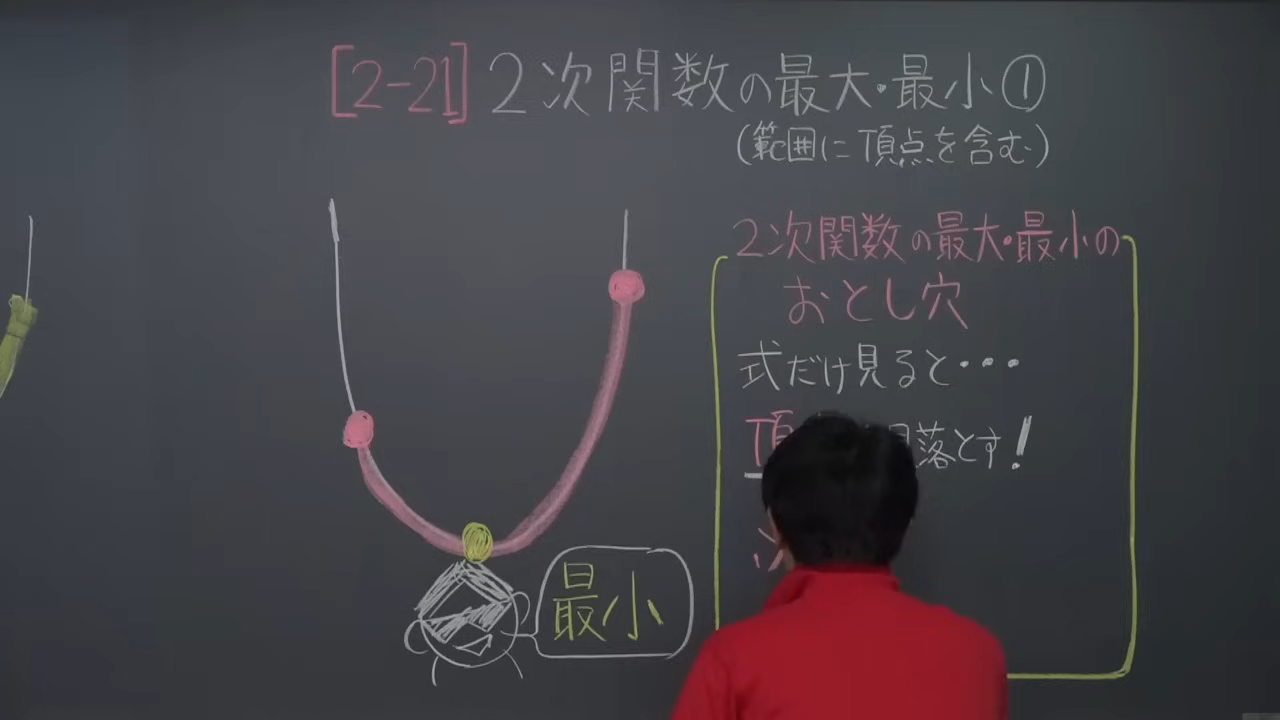 [2-21] 2次関数の最大・最小①
(範囲に頂点を含む)
2次関数の最大・最小の
おとし穴
式だけ見ると・・・
頂 見落とす!
最小